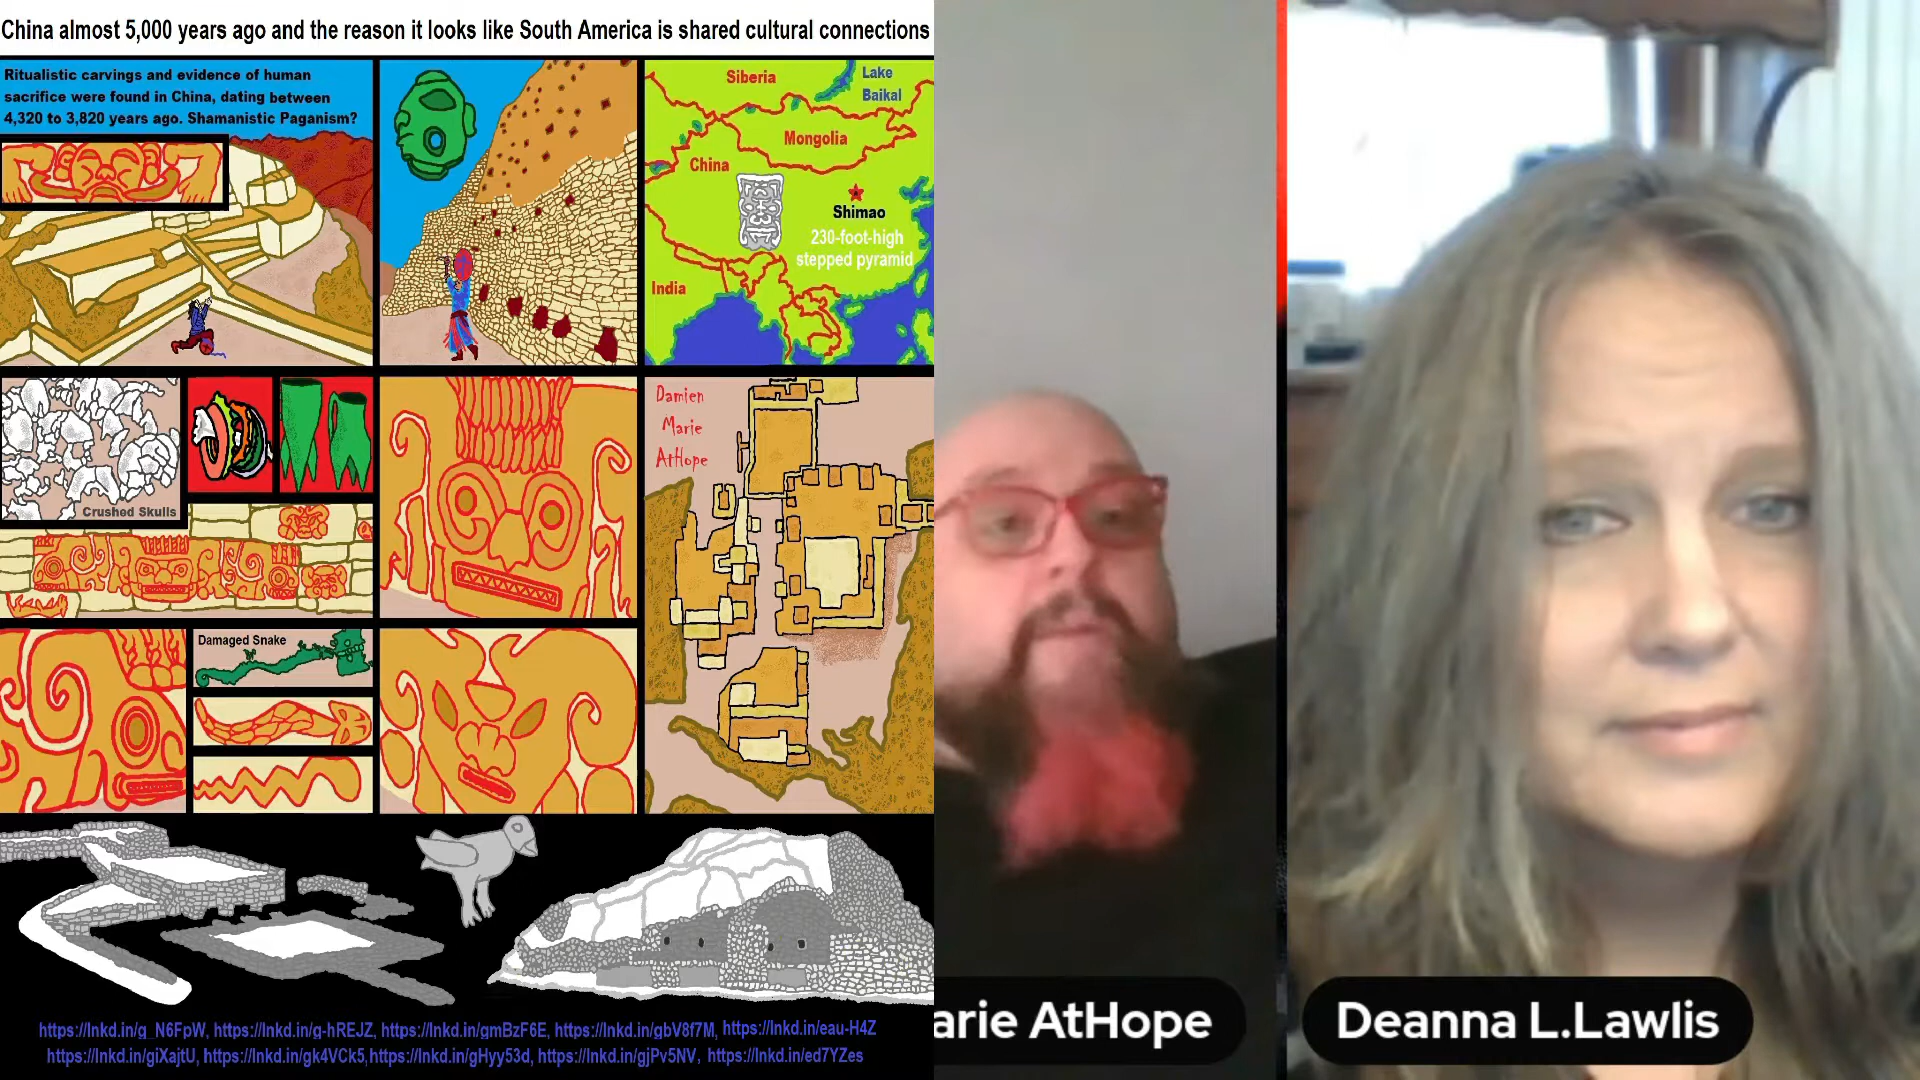 China almost 5,000 years ago and the reason it looks like South America is shared cultural connections
Ritualistic carvings and evidence of human
sacrifice were found in China, dating between
4,320 to 3,820 years ago. Shamanistic Paganism?
Siberia
Lake
Baikal
Mongolia
China
Shimao
230-foot-high
stepped pyramid
India
Crushed Skulls
Damien
Marie
AtHope
Damaged Snake
https://lnkd.in/g_N6FpW, https://lnkd.in/g-hREJZ, https://lnkd.in/gmBzF6E, https://lnkd.in/gbV8f7M, https://lnkd.in/eau-H4Z
https://lnkd.in/giXajtU, https://lnkd.in/gk4VCk5, https://lnkd.in/gHyy53d, https://lnkd.in/gjPv5NV, https://lnkd.in/ed7YZes
arie AtHope
Deanna L.Lawlis